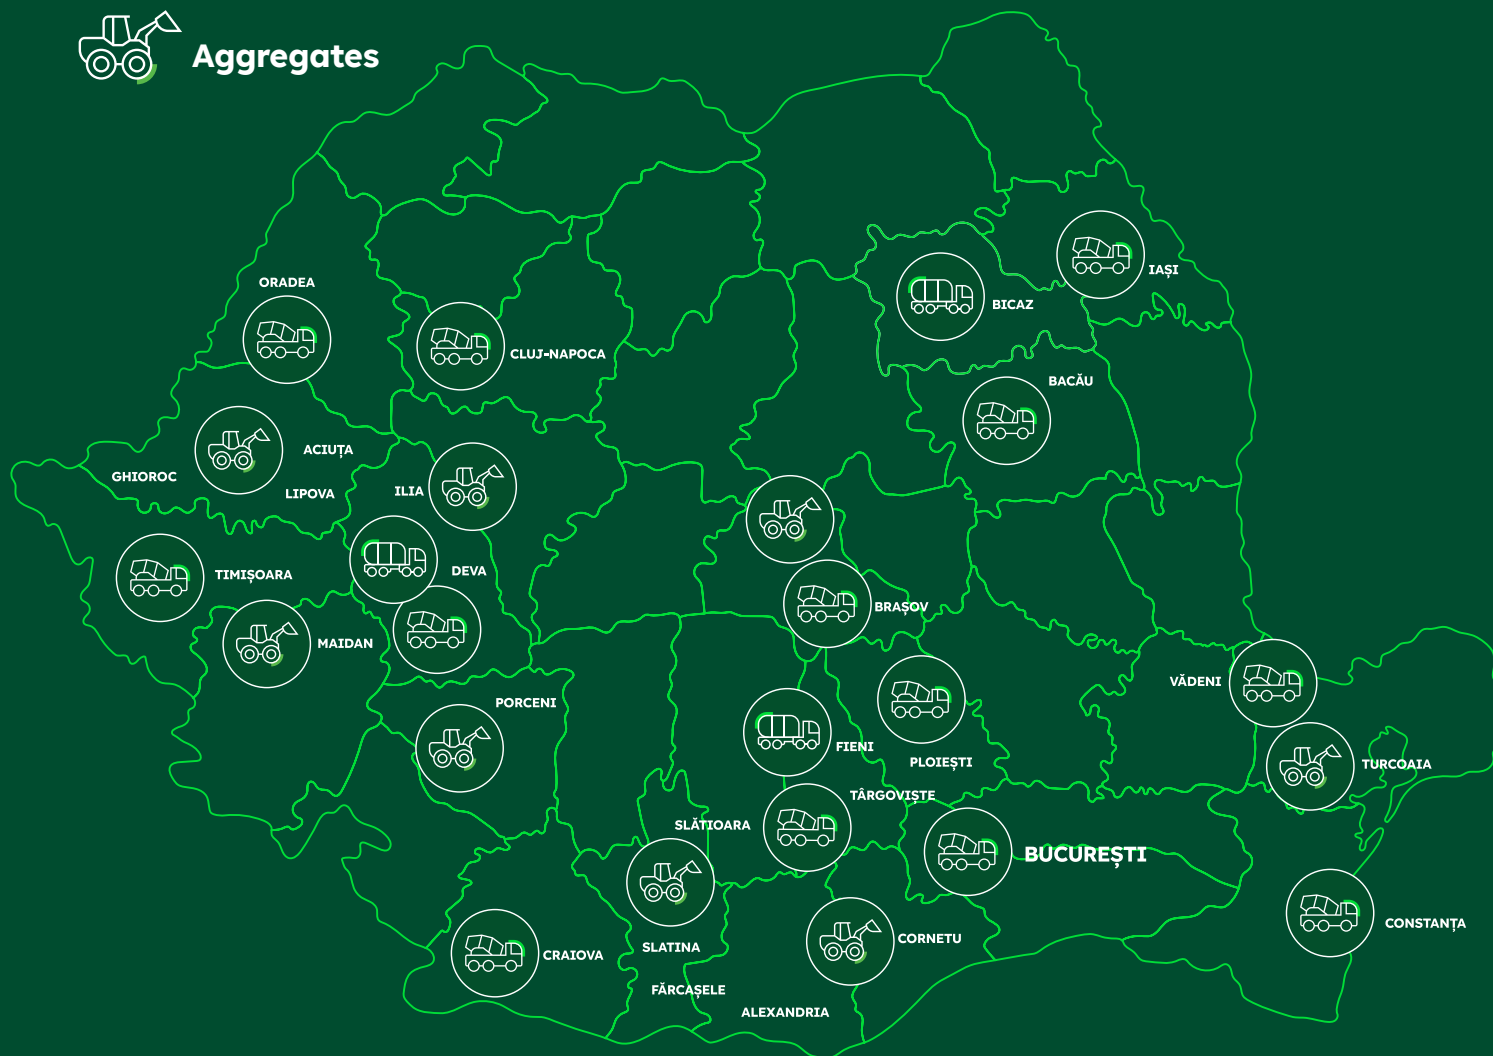 Aggregates
IAȘI
ORADEA
BICAZ
CLUJ-NAPOCA
BACĂU
ACIUȚA
GHIOROC
LIPOVA
ILIA
DEVA
TIMIȘOARA
BRAȘOV
MAIDAN
VĂDENI
PORCENI
FIENI
PLOIEȘTI
TURCOAIA
TÂRGOVIȘTE
SLĂTIOARA
BUCUREȘTI
CONSTANȚA
CORNETU
SLATINA
CRAIOVA
FĂRCAȘELE
ALEXANDRIA